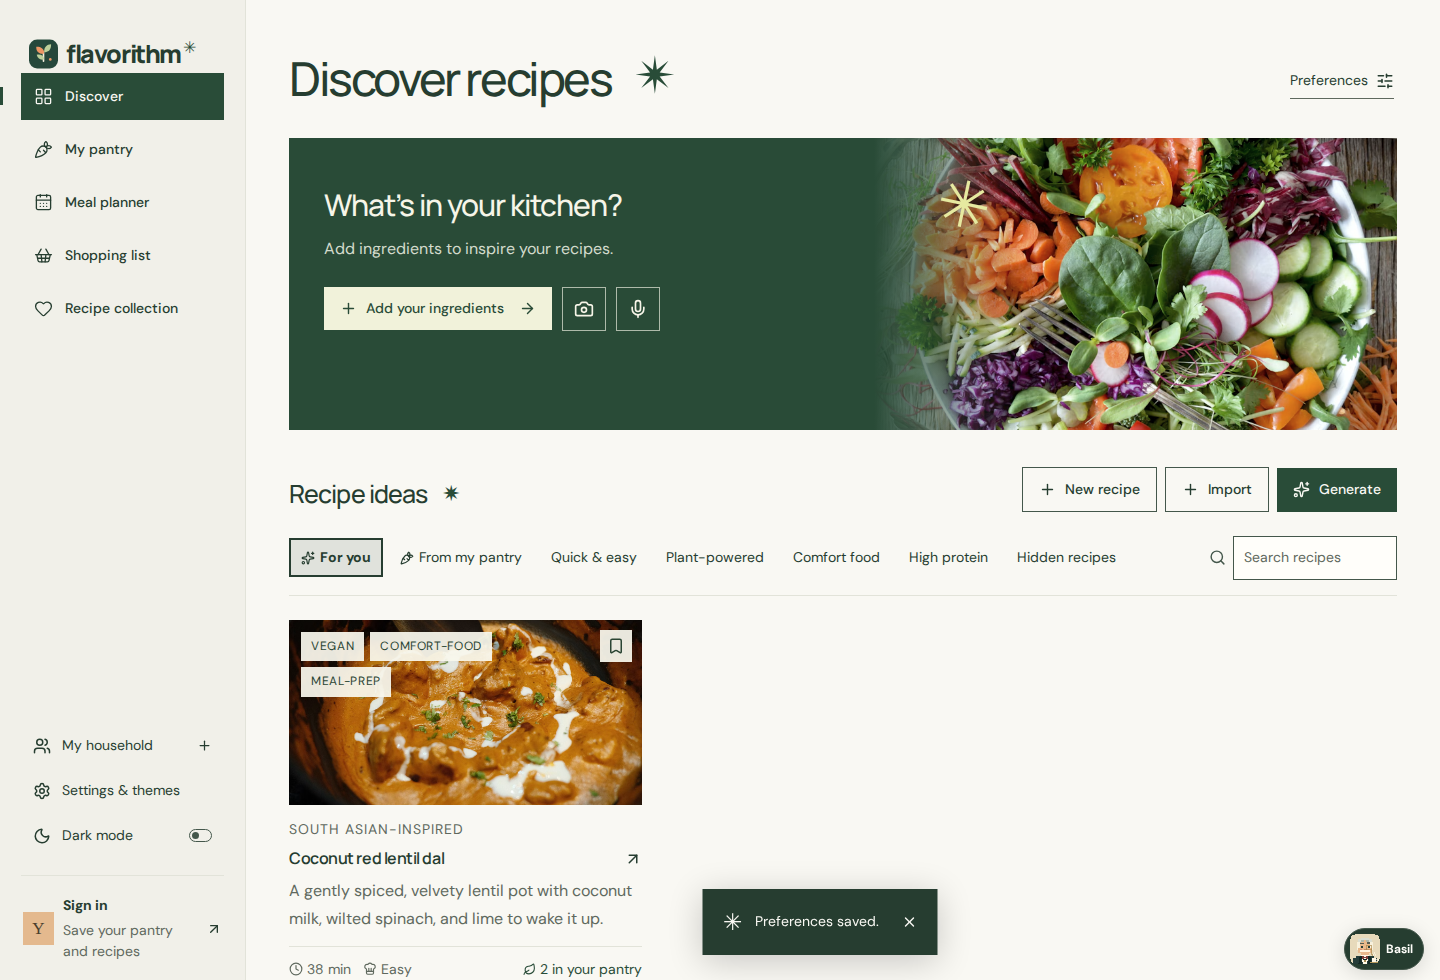 flavorithm
Discover
My pantry
Meal planner
Shopping list
Recipe collection
My household
Settings & themes
Dark mode
Y
Sign in
Save your pantry
and recipes
Discover recipes
Preferences
What's in your kitchen?
Add ingredients to inspire your recipes.
Add your ingredients
Recipe ideas
New recipe
Import
Generate
For you
From my pantry
Quick & easy
Plant-powered
Comfort food
High protein
Hidden recipes
Search recipes
VEGAN
COMFORT-FOOD
MEAL-PREP
SOUTH ASIAN-INSPIRED
Coconut red lentil dal
A gently spiced, velvety lentil pot with coconut
milk, wilted spinach, and lime to wake it up.
38 min
Easy
2 in your pantry
Preferences saved.
Basil